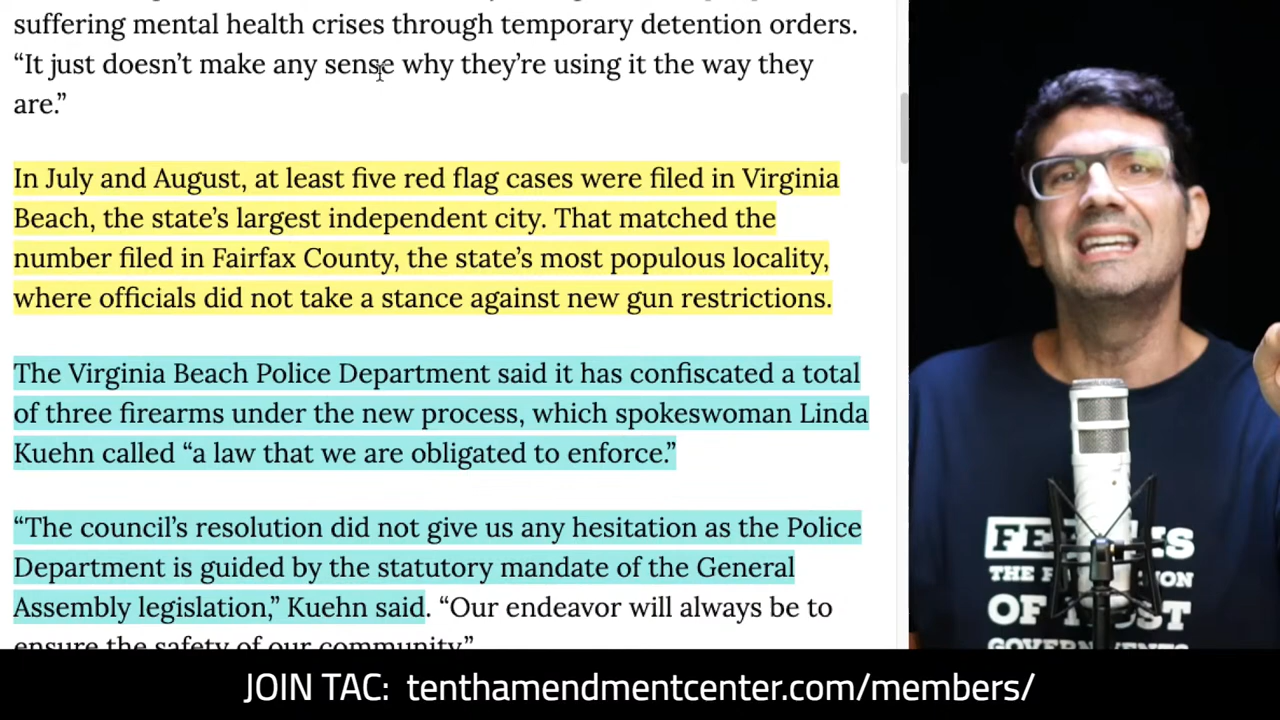 suffering mental health crises through temporary detention orders.
“It just doesn’t make any sense why they’re using it the way they
are.”
In July and August, at least five red flag cases were filed in Virginia
Beach, the state’s largest independent city. That matched the
number filed in Fairfax County, the state’s most populous locality,
where officials did not take a stance against new gun restrictions.
The Virginia Beach Police Department said it has confiscated a total
of three firearms under the new process, which spokeswoman Linda
Kuehn called “a law that we are obligated to enforce.”
“The council’s resolution did not give us any hesitation as the Police
Department is guided by the statutory mandate of the General
Assembly legislation,” Kuehn said. “Our endeavor will always be to
ensure the safety of our community”
THE
OF
JOIN TAC: tenthamendmentcenter.com/members/